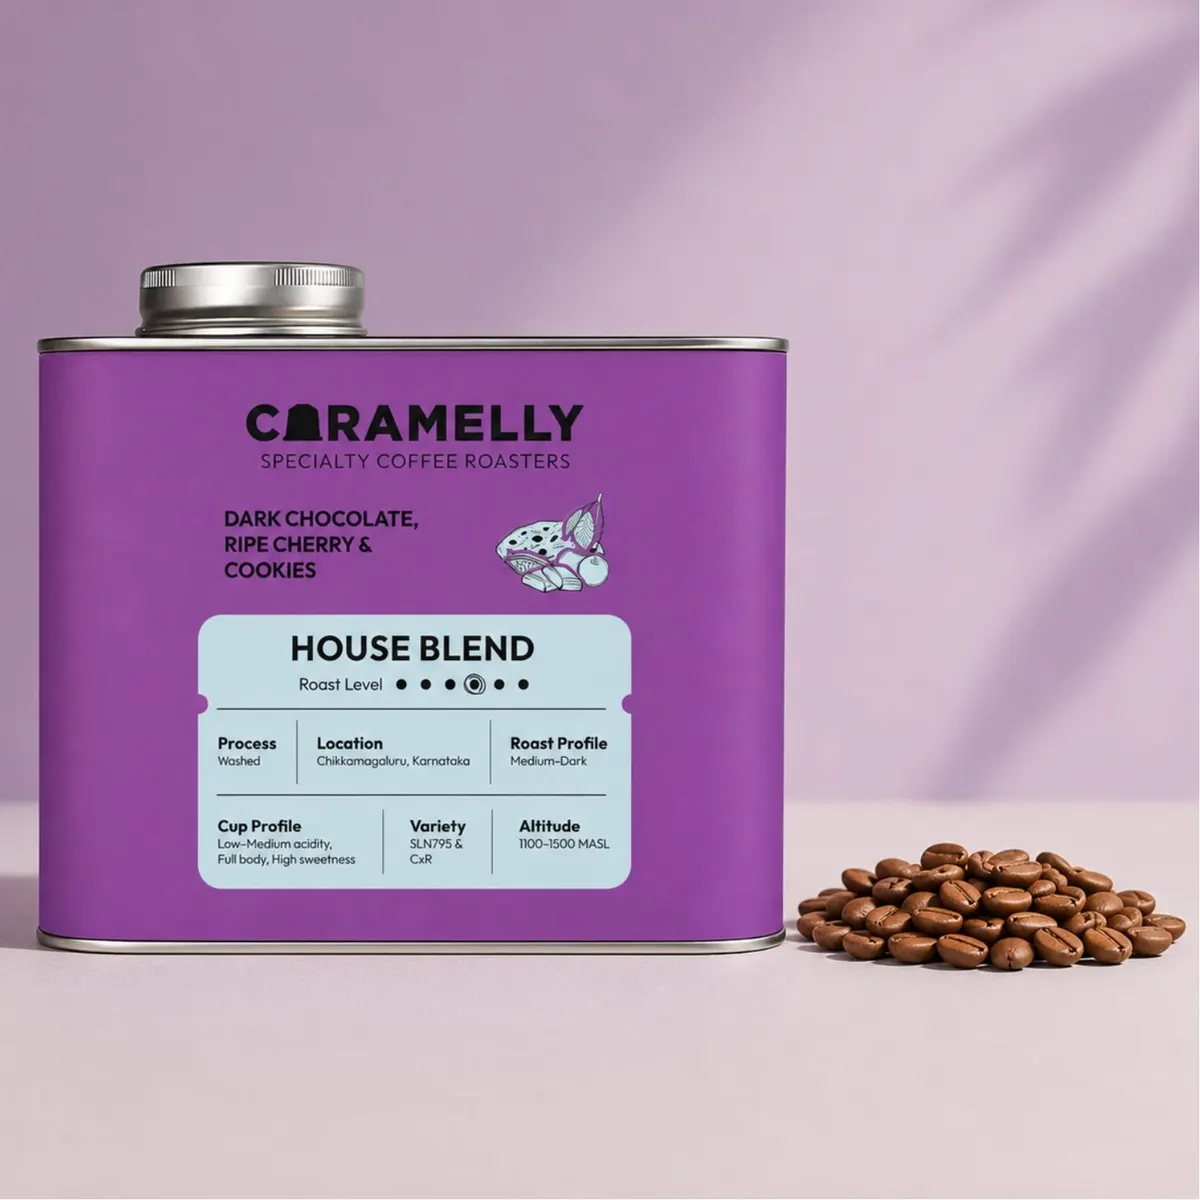 CARAMELLY
SPECIALTY COFFEE ROASTERS
DARK CHOCOLATE,
RIPE CHERRY &
COOKIES
HOUSE BLEND
Roast Level
Process
Washed
Location
Chikkamagaluru, Karnataka
Roast Profile
Medium-Dark
Cup Profile
Low-Medium acidity,
Full body, High sweetness
Variety
SLN795 &
CxR
Altitude
1100-1500 MASL